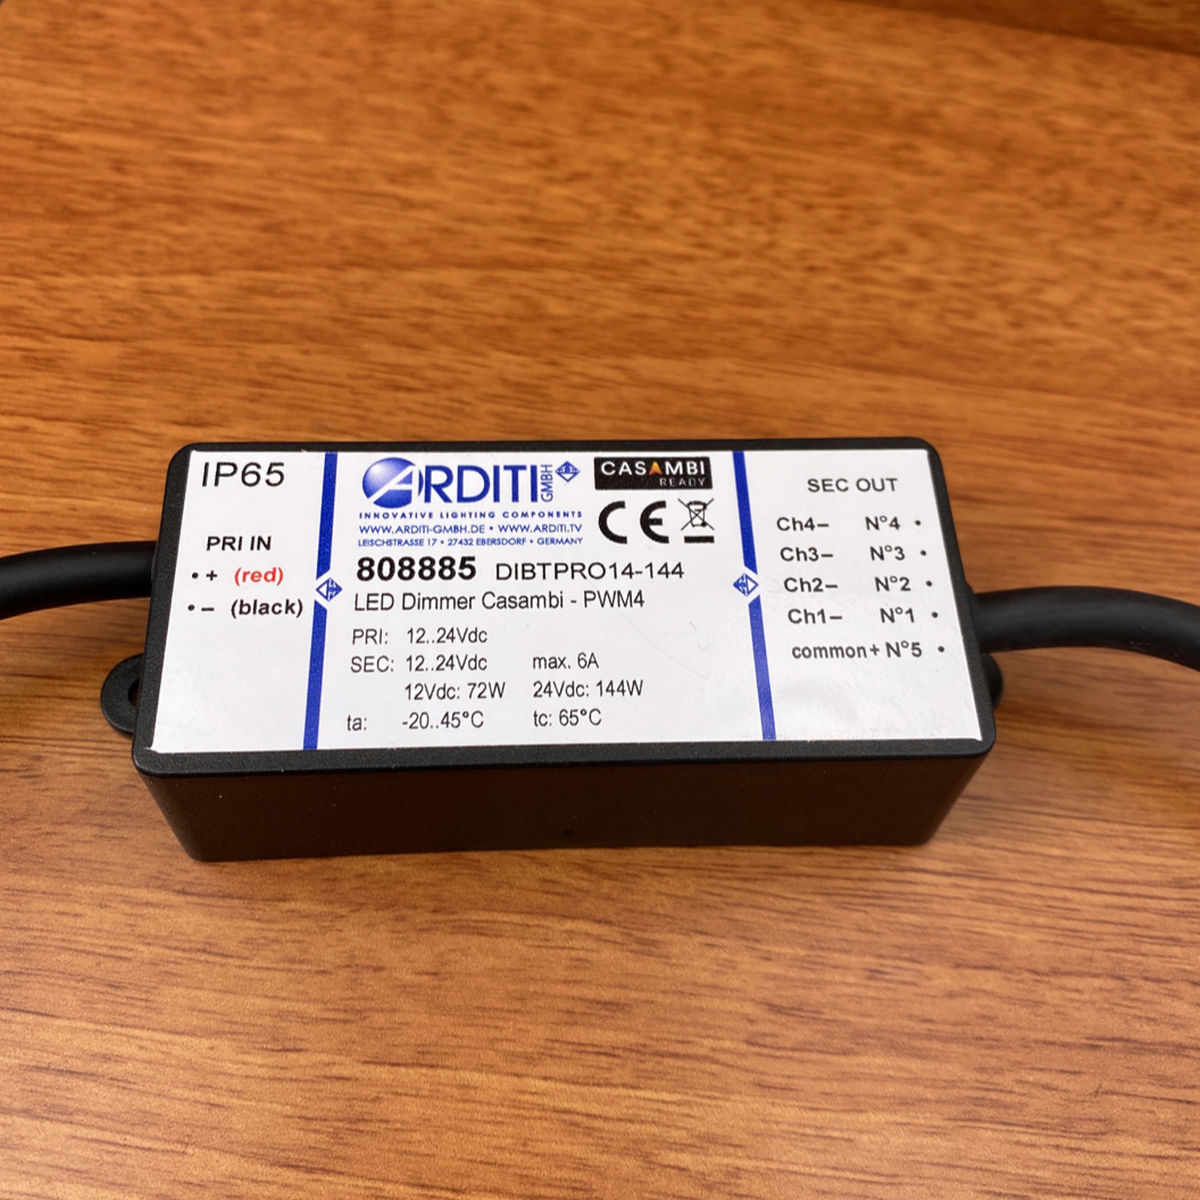 IP65
PRI IN
• + (red)
• – (black)
ARDITI GMBH
INNOVATIVE LIGHTING COMPONENTS
WWW.ARDITI-GMBH.DE • WWW.ARDITI.TV
LEISCHSTRASSE 17 • 27432 EBERSDORF • GERMANY
CASAMBI
READY
CE
808885 DIBTPRO14-144
LED Dimmer Casambi - PWM4
PRI: 12..24Vdc
SEC: 12..24Vdc max. 6A
12Vdc: 72W 24Vdc: 144W
ta: -20..45°C tc: 65°C
SEC OUT
Ch4– N°4 •
Ch3– N°3 •
Ch2– N°2 •
Ch1– N°1 •
common+ N°5 •